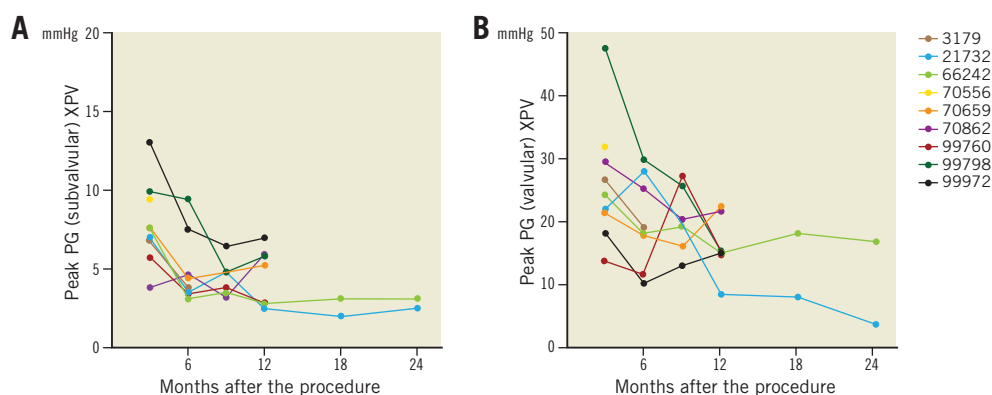 A
mmHg 20
15
10
5
0
Peak PG (subvalvular) XPV
6 12 18 24
Months after the procedure
B
mmHg 50
40
30
20
10
0
Peak PG (valvular) XPV
6 12 18 24
Months after the procedure
3179
21732
66242
70556
70659
70862
99760
99798
99972